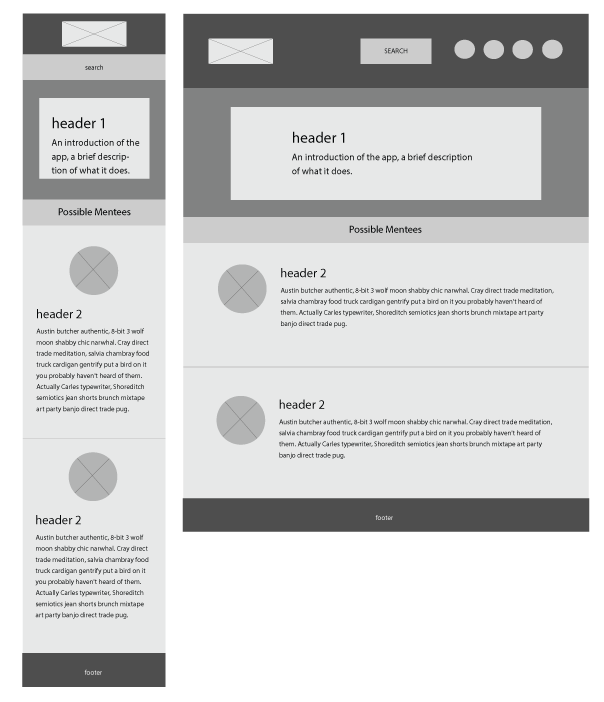 search
header 1
An introduction of the
app, a brief descrip-
tion of what it does.
Possible Mentees
header 2
Austin butcher authentic, 8-bit 3 wolf
moon shabby chic narwhal. Cray direct
trade meditation, salvia chambray food
truck cardigan gentrify put a bird on it
you probably haven't heard of them.
Actually Carles typewriter, Shoreditch
semiotics jean shorts brunch mixtape
art party banjo direct trade pug.
header 2
Austin butcher authentic, 8-bit 3 wolf
moon shabby chic narwhal. Cray direct
trade meditation, salvia chambray food
truck cardigan gentrify put a bird on it
you probably haven't heard of them.
Actually Carles typewriter, Shoreditch
semiotics jean shorts brunch mixtape
art party banjo direct trade pug.
footer
SEARCH
header 1
An introduction of the app, a brief description
of what it does.
Possible Mentees
header 2
Austin butcher authentic, 8-bit 3 wolf moon shabby chic narwhal. Cray direct trade meditation,
salvia chambray food truck cardigan gentrify put a bird on it you probably haven't heard of
them. Actually Carles typewriter, Shoreditch semiotics jean shorts brunch mixtape art party
banjo direct trade pug.
header 2
Austin butcher authentic, 8-bit 3 wolf moon shabby chic narwhal. Cray direct trade meditation,
salvia chambray food truck cardigan gentrify put a bird on it you probably haven't heard of
them. Actually Carles typewriter, Shoreditch semiotics jean shorts brunch mixtape art party
banjo direct trade pug.
footer